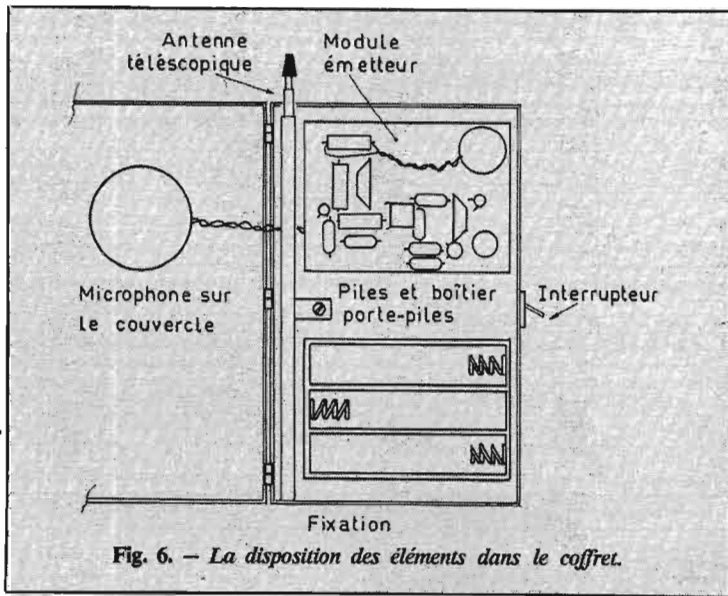 Antenne
téléscopique
Module
émetteur
Microphone sur
le couvercle
Piles et boîtier
porte-piles
Interrupteur
Fixation
Fig. 6. — La disposition des éléments dans le coffret.